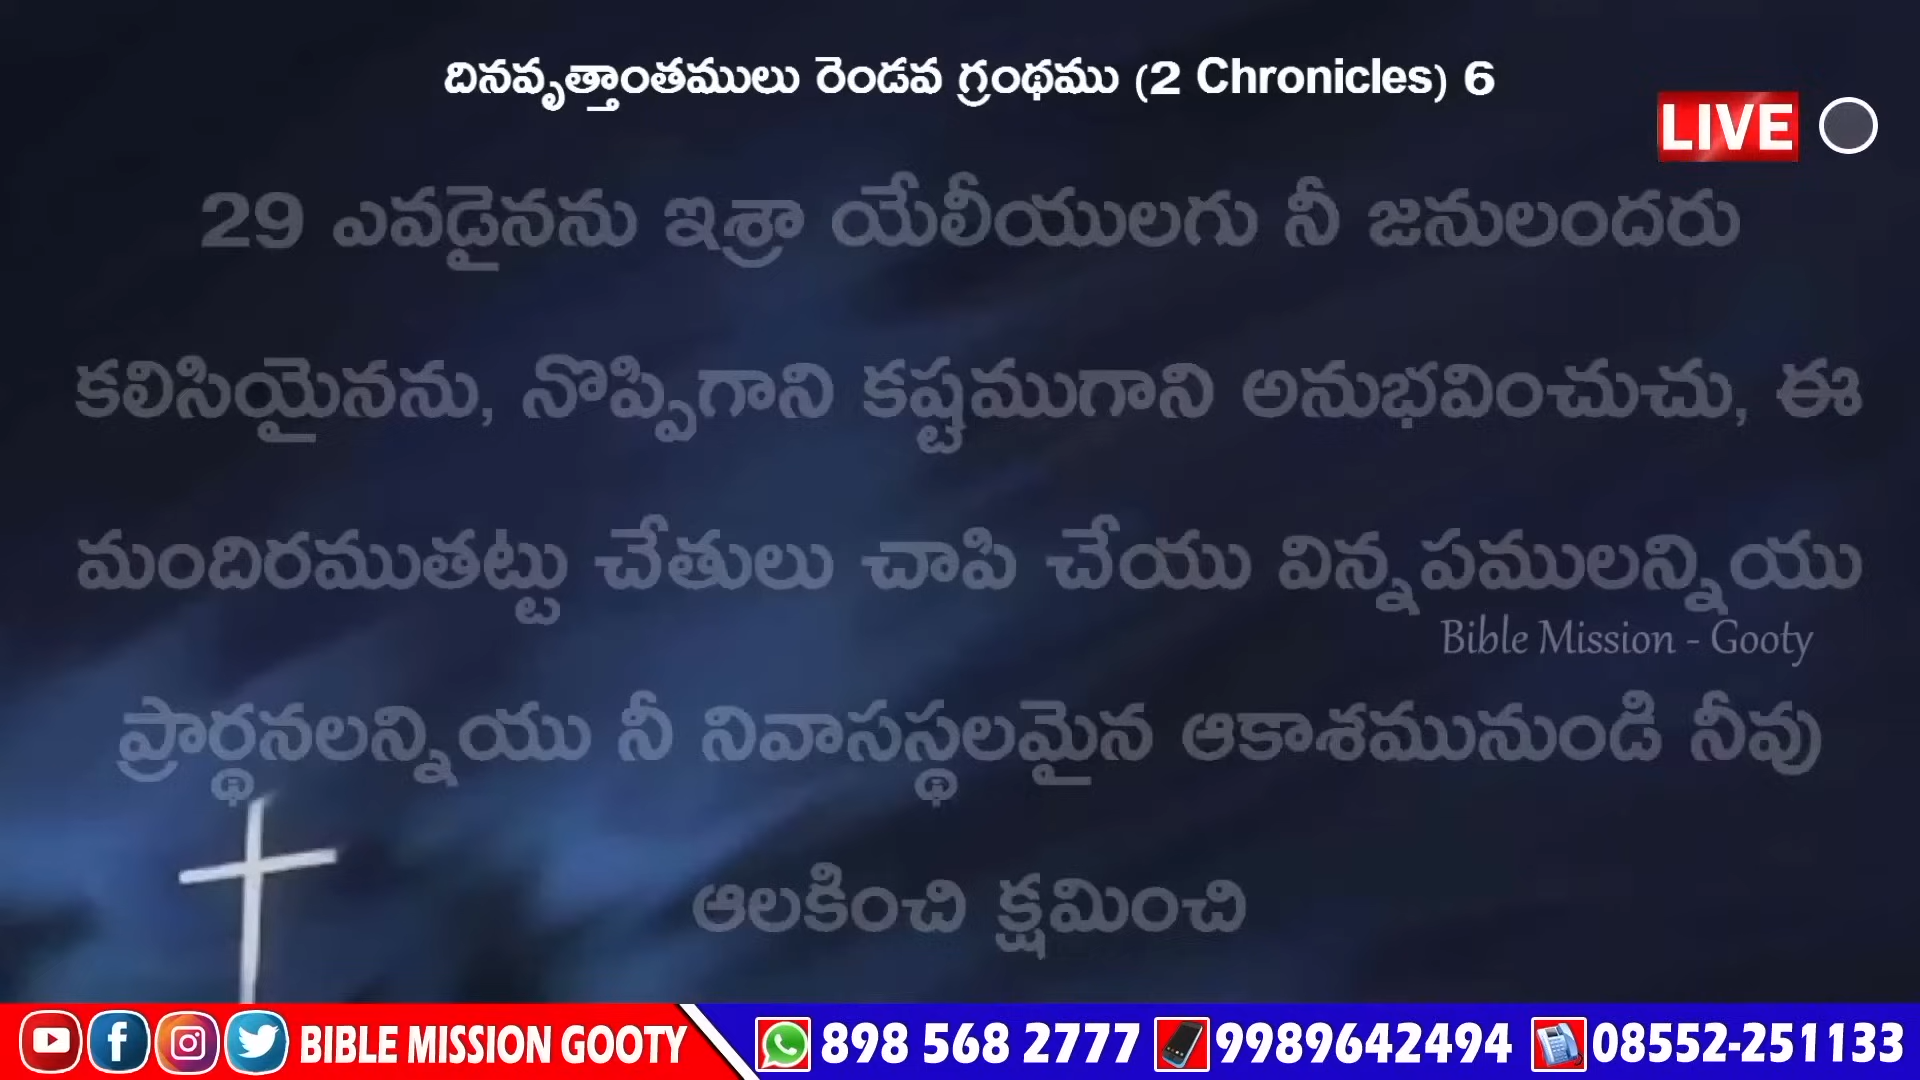 దినవృత్తాంతములు రెండవ గ్రంథము (2 Chronicles) 6
LIVE
29 ఎవడైనను ఇశ్రా యేలీయులగు నీ జనులందరు
కలిసియైనను, నొప్పిగాని కష్టముగాని అనుభవించుచు, ఈ
మందిరముతట్టు చేతులు చాపి చేయు విన్నపములన్నియు
Bible Mission - Gooty
ప్రార్థనలన్నియు నీ నివాసస్థలమైన ఆకాశమునుండి నీవు
ఆలకించి క్షమించి
BIBLE MISSION GOOTY 898 568 2777 9989642494 08552-251133